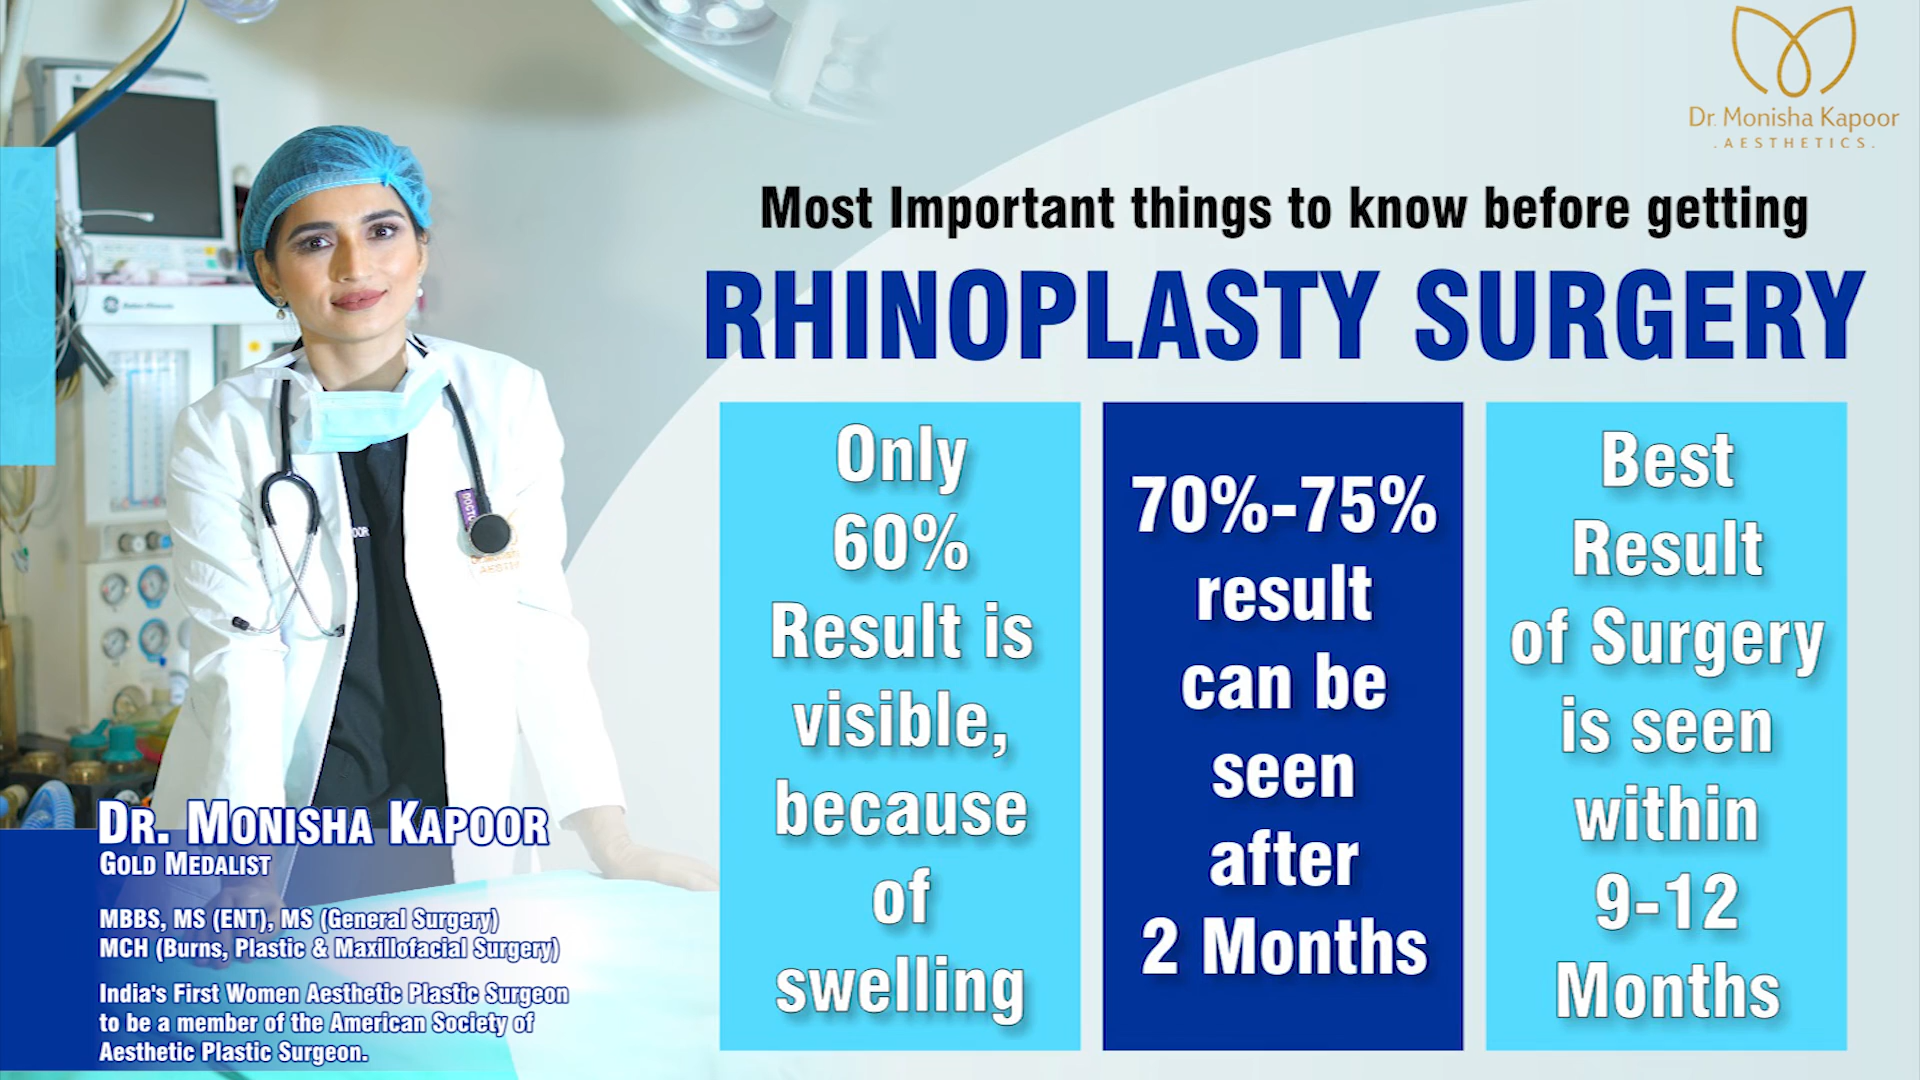 Dr. Monisha Kapoor
. AESTHETICS .
Most Important things to know before getting
RHINOPLASTY SURGERY
Only
60%
Result is
visible,
because
of
swelling
70%-75%
result
can be
seen
after
2 Months
Best
Result
of Surgery
is seen
within
9-12
Months
DR. MONISHA KAPOOR
GOLD MEDALIST
MBBS, MS (ENT), MS (General Surgery)
MCH (Burns, Plastic & Maxillofacial Surgery)
India's First Women Aesthetic Plastic Surgeon
to be a member of the American Society of
Aesthetic Plastic Surgeon.